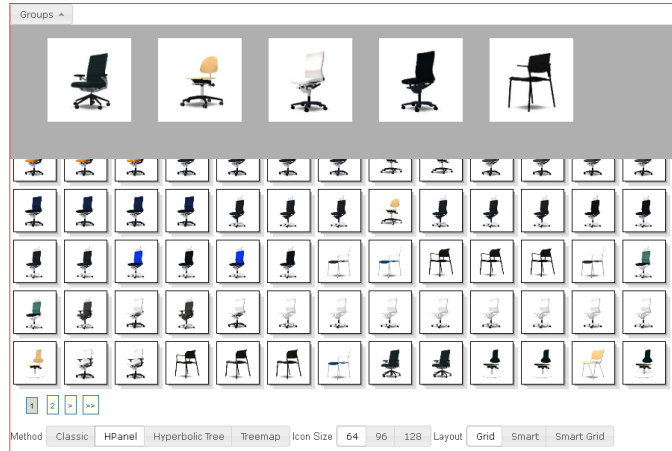 Groups
1 2 > >>
Method Classic HPanel Hyperbolic Tree Treemap Icon Size 64 96 128 Layout Grid Smart Smart Grid